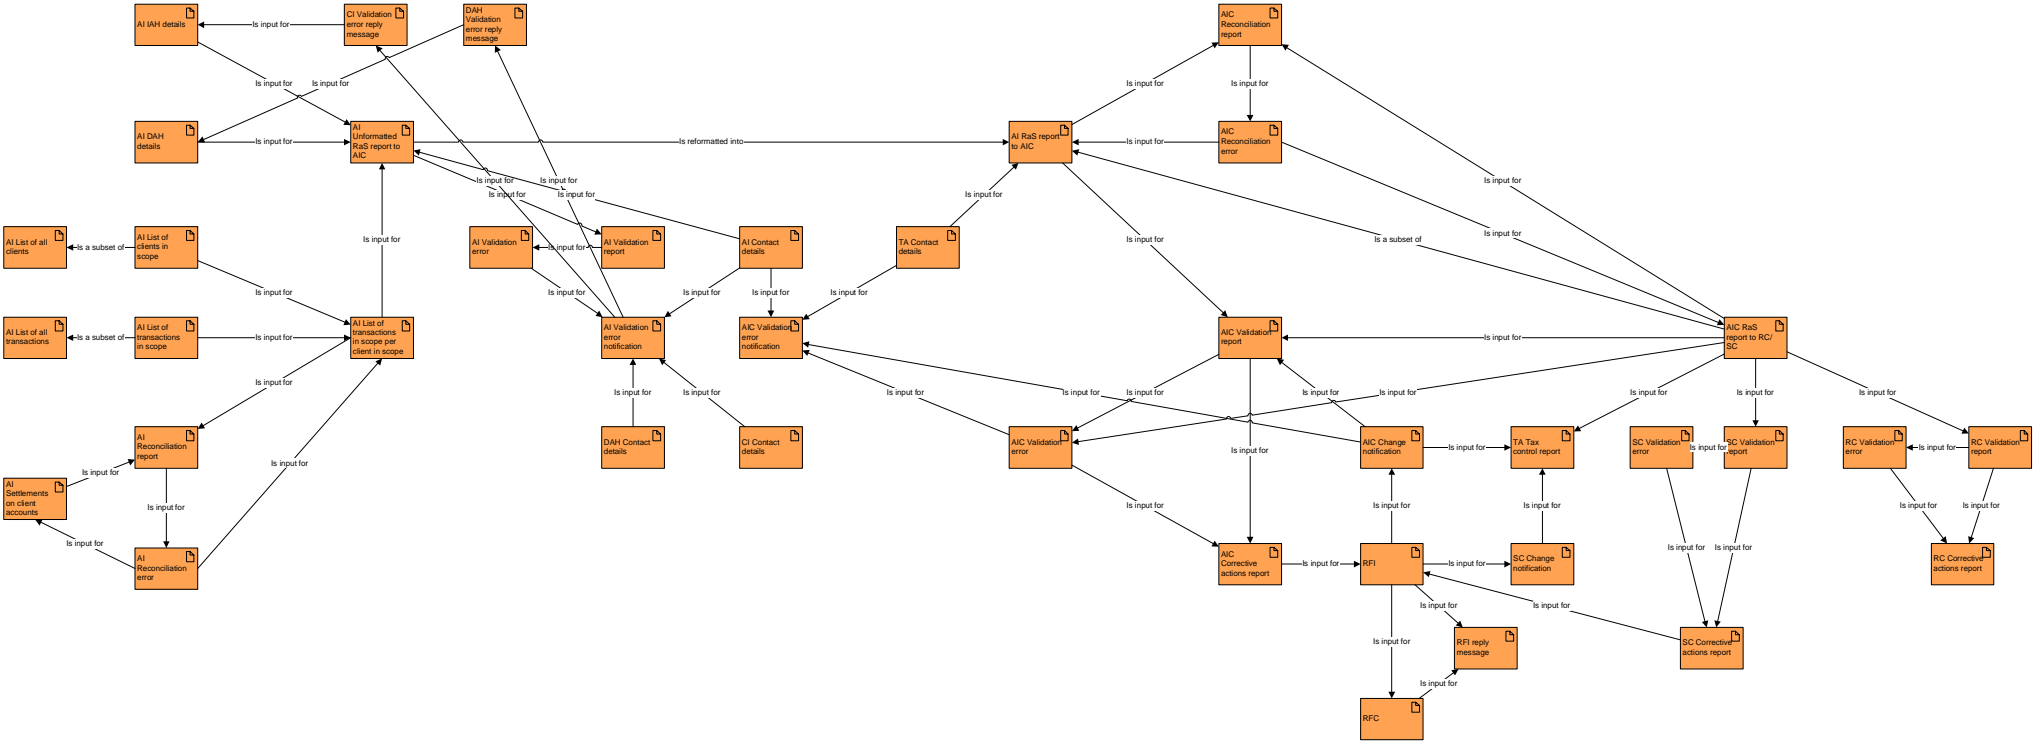 AI IAH details
Is input for
CI Validation
error reply
message
DAH
Validation
error reply
message
AIC
Reconciliation
report
Is input for
Is input for
Is input for
Is input for
AI DAH
details
Is input for
AI
Unformatted
RaS report to
AIC
Is reformatted into
AI RaS report
to AIC
Is input for
AIC
Reconciliation
error
Is input for
Is input for
Is input for
Is input for
Is input for
Is input for
AI List of all
clients
Is a subset of
AI List of
clients in
scope
Is input for
AI Validation
error
Is input for
AI Validation
report
AI Contact
details
TA Contact
details
Is input for
Is a subset of
Is input for
Is input for
Is input for
Is input for
Is input for
Is input for
AI List of all
transactions
Is a subset of
AI List of
transactions
in scope
Is input for
AI List of
transactions
in scope per
client in scope
AI Validation
error
notification
AIC Validation
error
notification
AIC Validation
report
Is input for
AIC RaS
report to RC/
SC
Is input for
Is input for
Is input for
Is input for
Is input for
Is input for
Is input for
Is input for
Is input for
Is input for
AI
Reconciliation
report
DAH Contact
details
CI Contact
details
AIC Validation
error
Is input for
AIC Change
notification
Is input for
TA Tax
control report
SC Validation
error
Is input for
SC Validation
report
RC Validation
error
Is input for
RC Validation
report
Is input for
Is input for
AI
Settlements
on client
accounts
Is input for
Is input for
Is input for
Is input for
Is input for
Is input for
Is input for
Is input for
Is input for
AI
Reconciliation
error
AIC
Corrective
actions report
Is input for
RFI
Is input for
SC Change
notification
RC Corrective
actions report
Is input for
Is input for
Is input for
RFI reply
message
SC Corrective
actions report
Is input for
RFC